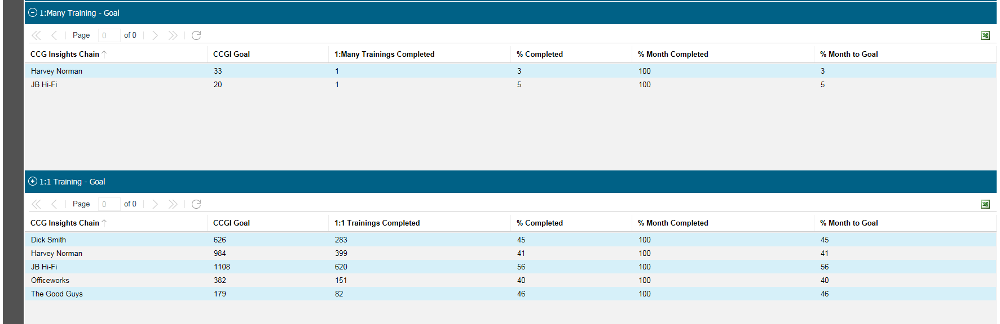 1:Many Training - Goal
Page 0 of 0
CCG Insights Chain CCGI Goal 1:Many Trainings Completed % Completed % Month Completed % Month to Goal
Harvey Norman 33 1 3 100 3
JB Hi-Fi 20 1 5 100 5
1:1 Training - Goal
Page 0 of 0
CCG Insights Chain CCGI Goal 1:1 Trainings Completed % Completed % Month Completed % Month to Goal
Dick Smith 626 283 45 100 45
Harvey Norman 984 399 41 100 41
JB Hi-Fi 1108 620 56 100 56
Officeworks 382 151 40 100 40
The Good Guys 179 82 46 100 46